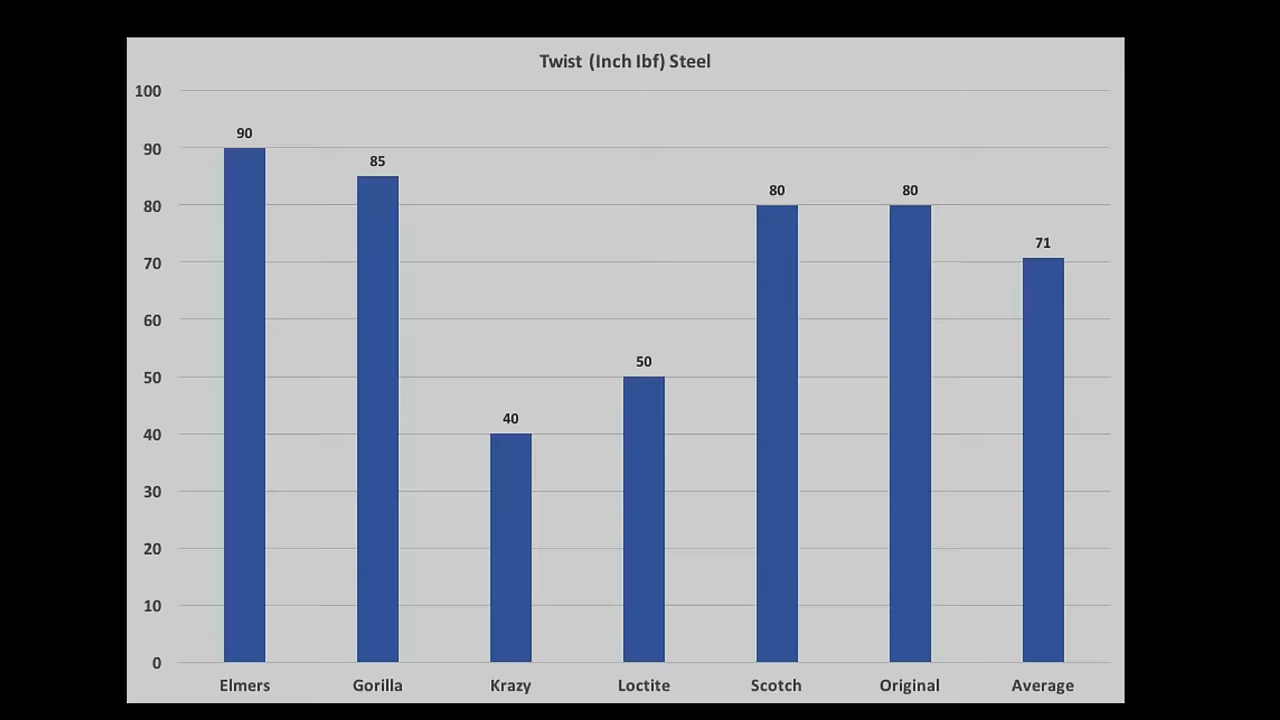 Twist (Inch lbf) Steel
100
90
80
70
60
50
40
30
20
10
0
90
85
40
50
80
80
71
Elmers
Gorilla
Krazy
Loctite
Scotch
Original
Average